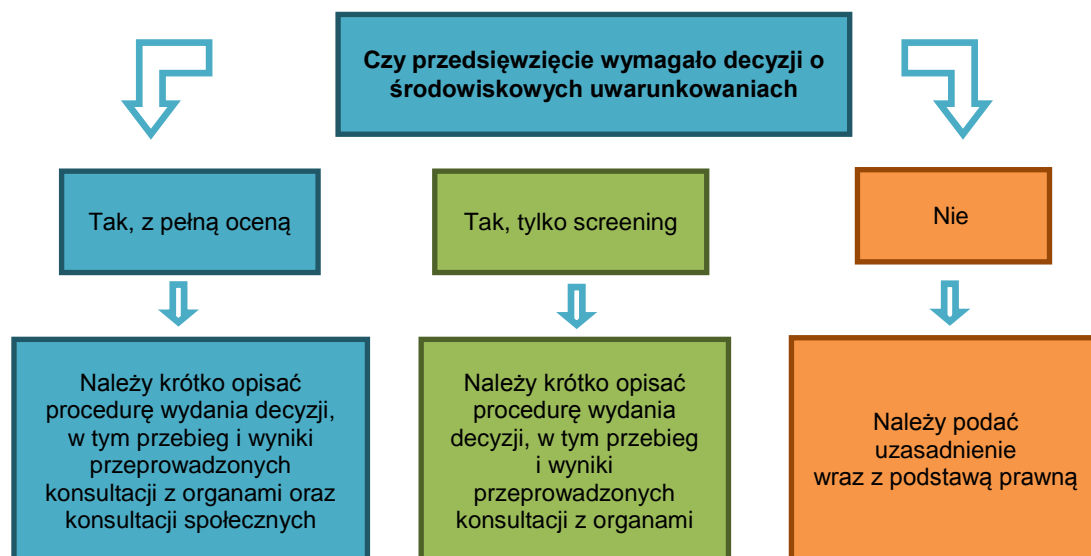 Czy przedsięwzięcie wymagało decyzji o
środowiskowych uwarunkowaniach
Tak, z pełną oceną
Tak, tylko screening
Nie
Należy krótko opisać
procedurę wydania decyzji,
w tym przebieg i wyniki
przeprowadzonych
konsultacji z organami oraz
konsultacji społecznych
Należy krótko opisać
procedurę wydania
decyzji, w tym przebieg
i wyniki
przeprowadzonych
konsultacji z organami
Należy podać
uzasadnienie
wraz z podstawą prawną